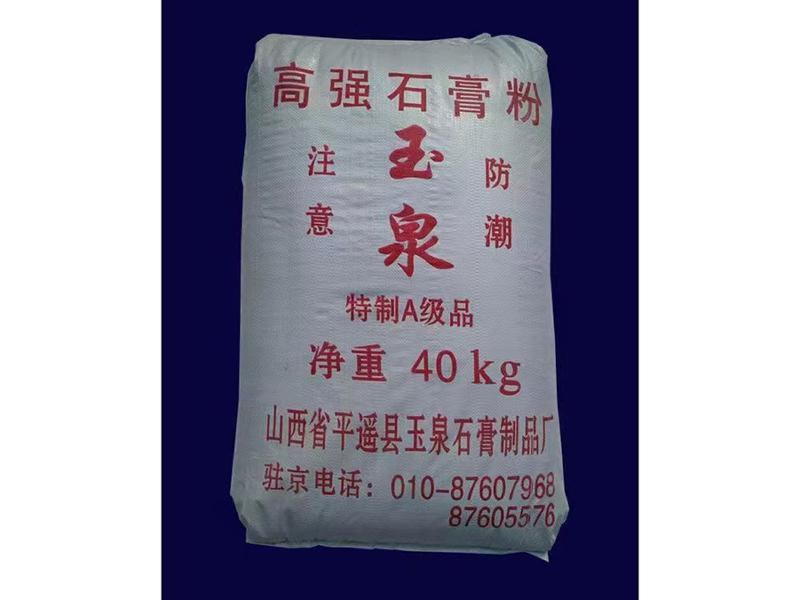 高强石膏粉
注意
玉泉
防潮
特制A级品
净重 40kg
山西省平遥县玉泉石膏制品厂
驻京电话：010-87607968
87605576